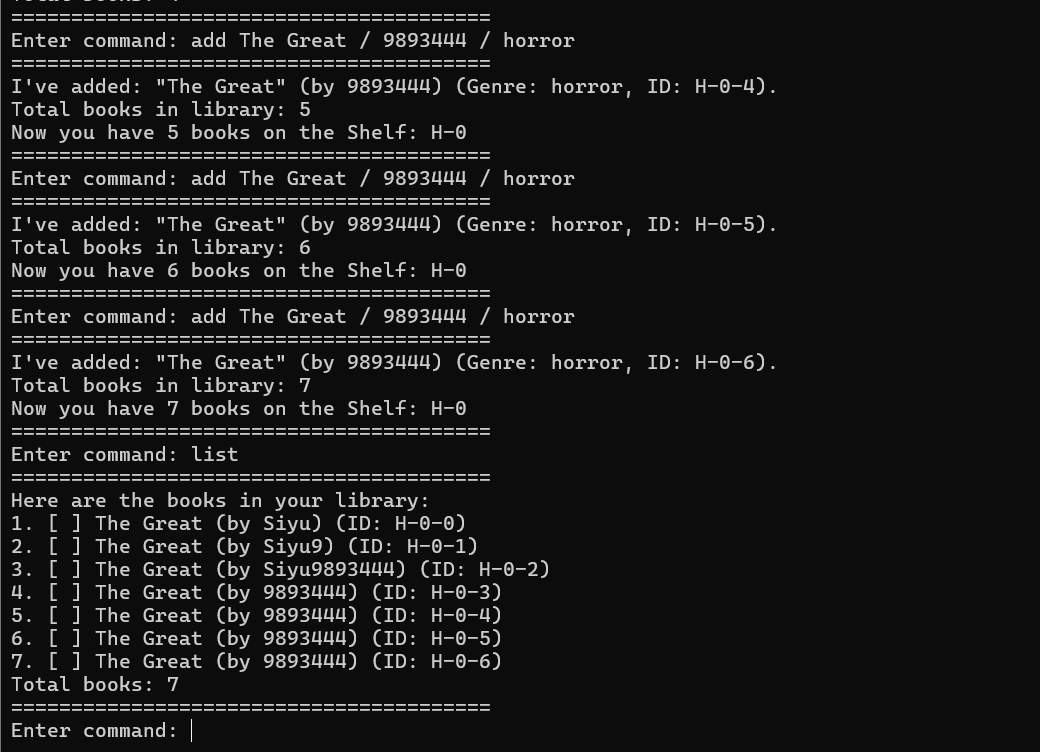 ========================================
Enter command: add The Great / 9893444 / horror
========================================
I've added: "The Great" (by 9893444) (Genre: horror, ID: H-0-4).
Total books in library: 5
Now you have 5 books on the Shelf: H-0
========================================
Enter command: add The Great / 9893444 / horror
========================================
I've added: "The Great" (by 9893444) (Genre: horror, ID: H-0-5).
Total books in library: 6
Now you have 6 books on the Shelf: H-0
========================================
Enter command: add The Great / 9893444 / horror
========================================
I've added: "The Great" (by 9893444) (Genre: horror, ID: H-0-6).
Total books in library: 7
Now you have 7 books on the Shelf: H-0
========================================
Enter command: list
========================================
Here are the books in your library:
1. [ ] The Great (by Siyu) (ID: H-0-0)
2. [ ] The Great (by Siyu9) (ID: H-0-1)
3. [ ] The Great (by Siyu9893444) (ID: H-0-2)
4. [ ] The Great (by 9893444) (ID: H-0-3)
5. [ ] The Great (by 9893444) (ID: H-0-4)
6. [ ] The Great (by 9893444) (ID: H-0-5)
7. [ ] The Great (by 9893444) (ID: H-0-6)
Total books: 7
========================================
Enter command: